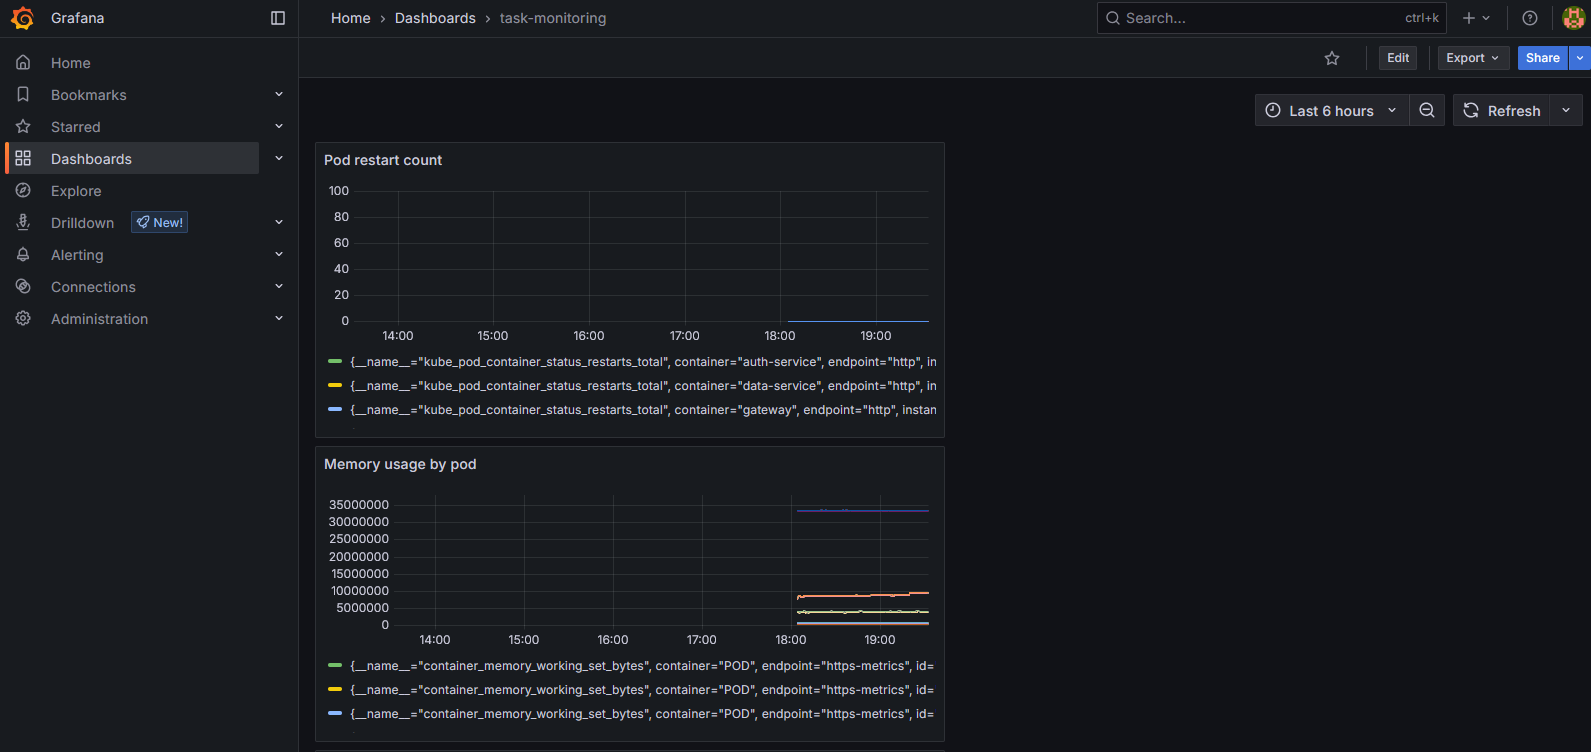 Grafana
Home › Dashboards › task-monitoring
Search...
ctrl+k
Edit
Export
Share
Home
Bookmarks
Starred
Dashboards
Explore
Drilldown
New!
Alerting
Connections
Administration
Last 6 hours
Refresh
Pod restart count
100
80
60
40
20
0
14:00 15:00 16:00 17:00 18:00 19:00
{__name__="kube_pod_container_status_restarts_total", container="auth-service", endpoint="http", in
{__name__="kube_pod_container_status_restarts_total", container="data-service", endpoint="http", in
{__name__="kube_pod_container_status_restarts_total", container="gateway", endpoint="http", instan
Memory usage by pod
35000000
30000000
25000000
20000000
15000000
10000000
5000000
0
14:00 15:00 16:00 17:00 18:00 19:00
{__name__="container_memory_working_set_bytes", container="POD", endpoint="https-metrics", id=
{__name__="container_memory_working_set_bytes", container="POD", endpoint="https-metrics", id=
{__name__="container_memory_working_set_bytes", container="POD", endpoint="https-metrics", id=